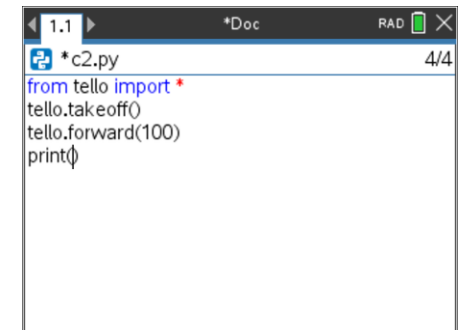 1.1 *Doc RAD
*c2.py 4/4
from tello import *
tello.takeoff()
tello.forward(100)
print()